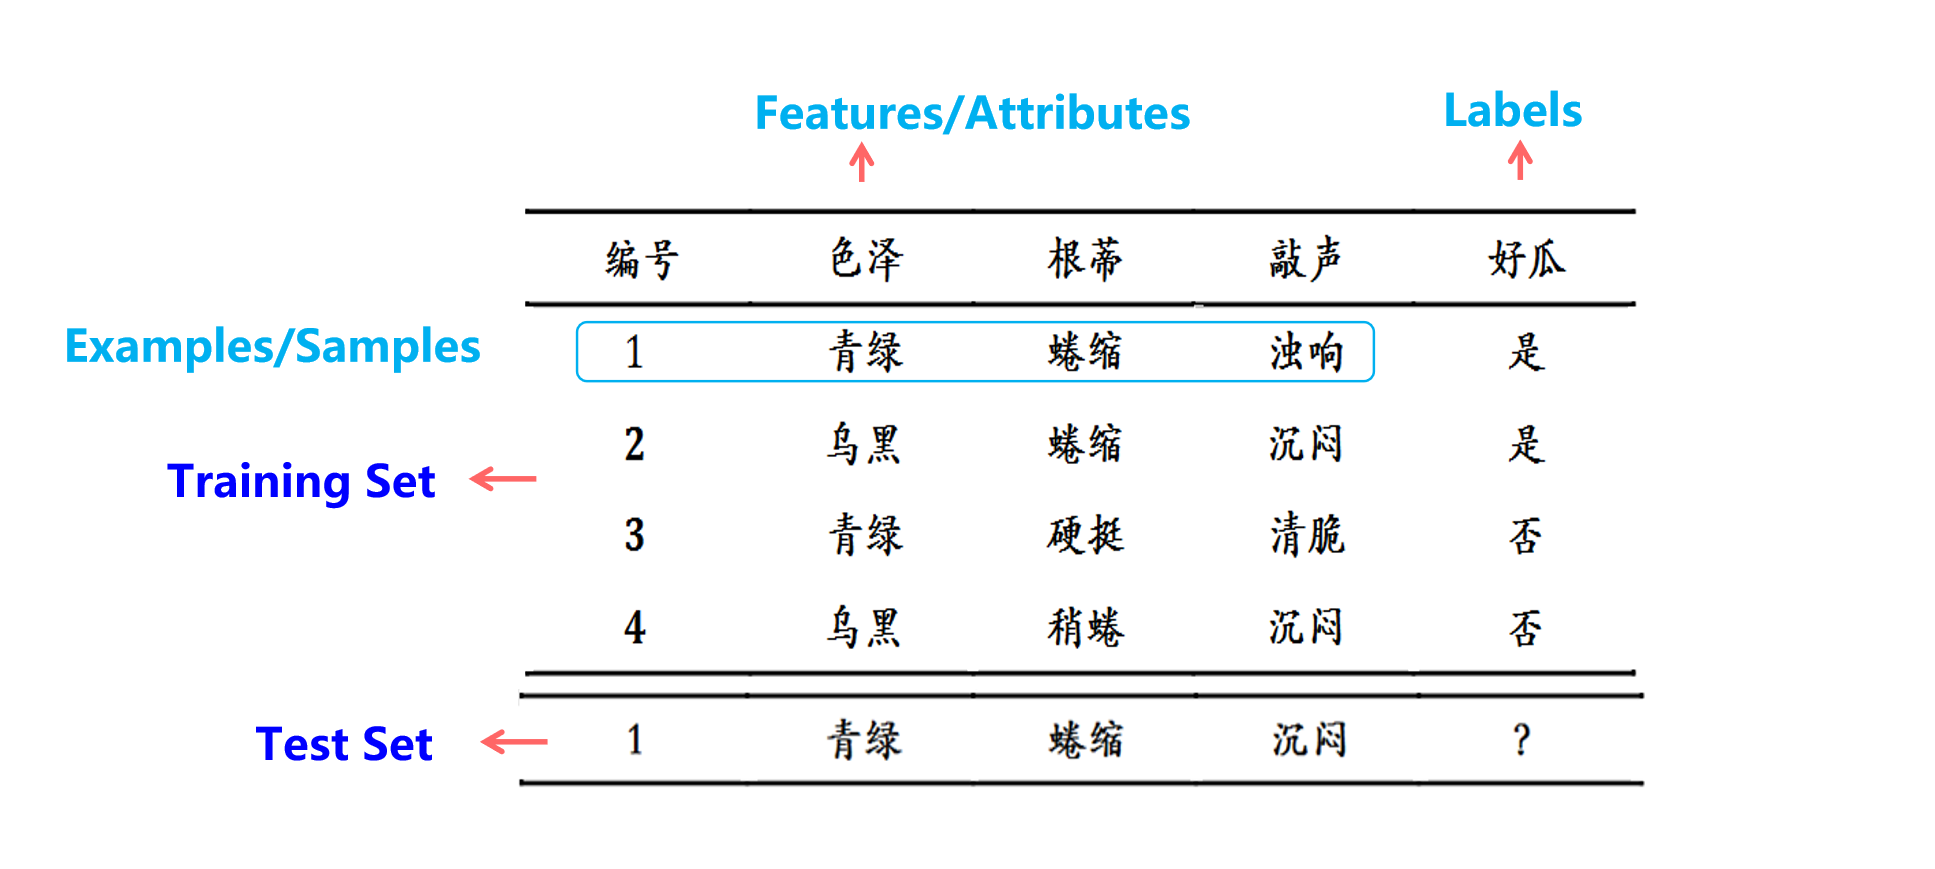 Features/Attributes Labels
编号 色泽 根蒂 敲声 好瓜
Examples/Samples 1 青绿 蜷缩 浊响 是
2 乌黑 蜷缩 沉闷 是
Training Set
3 青绿 硬挺 清脆 否
4 乌黑 稍蜷 沉闷 否
Test Set 1 青绿 蜷缩 沉闷 ?